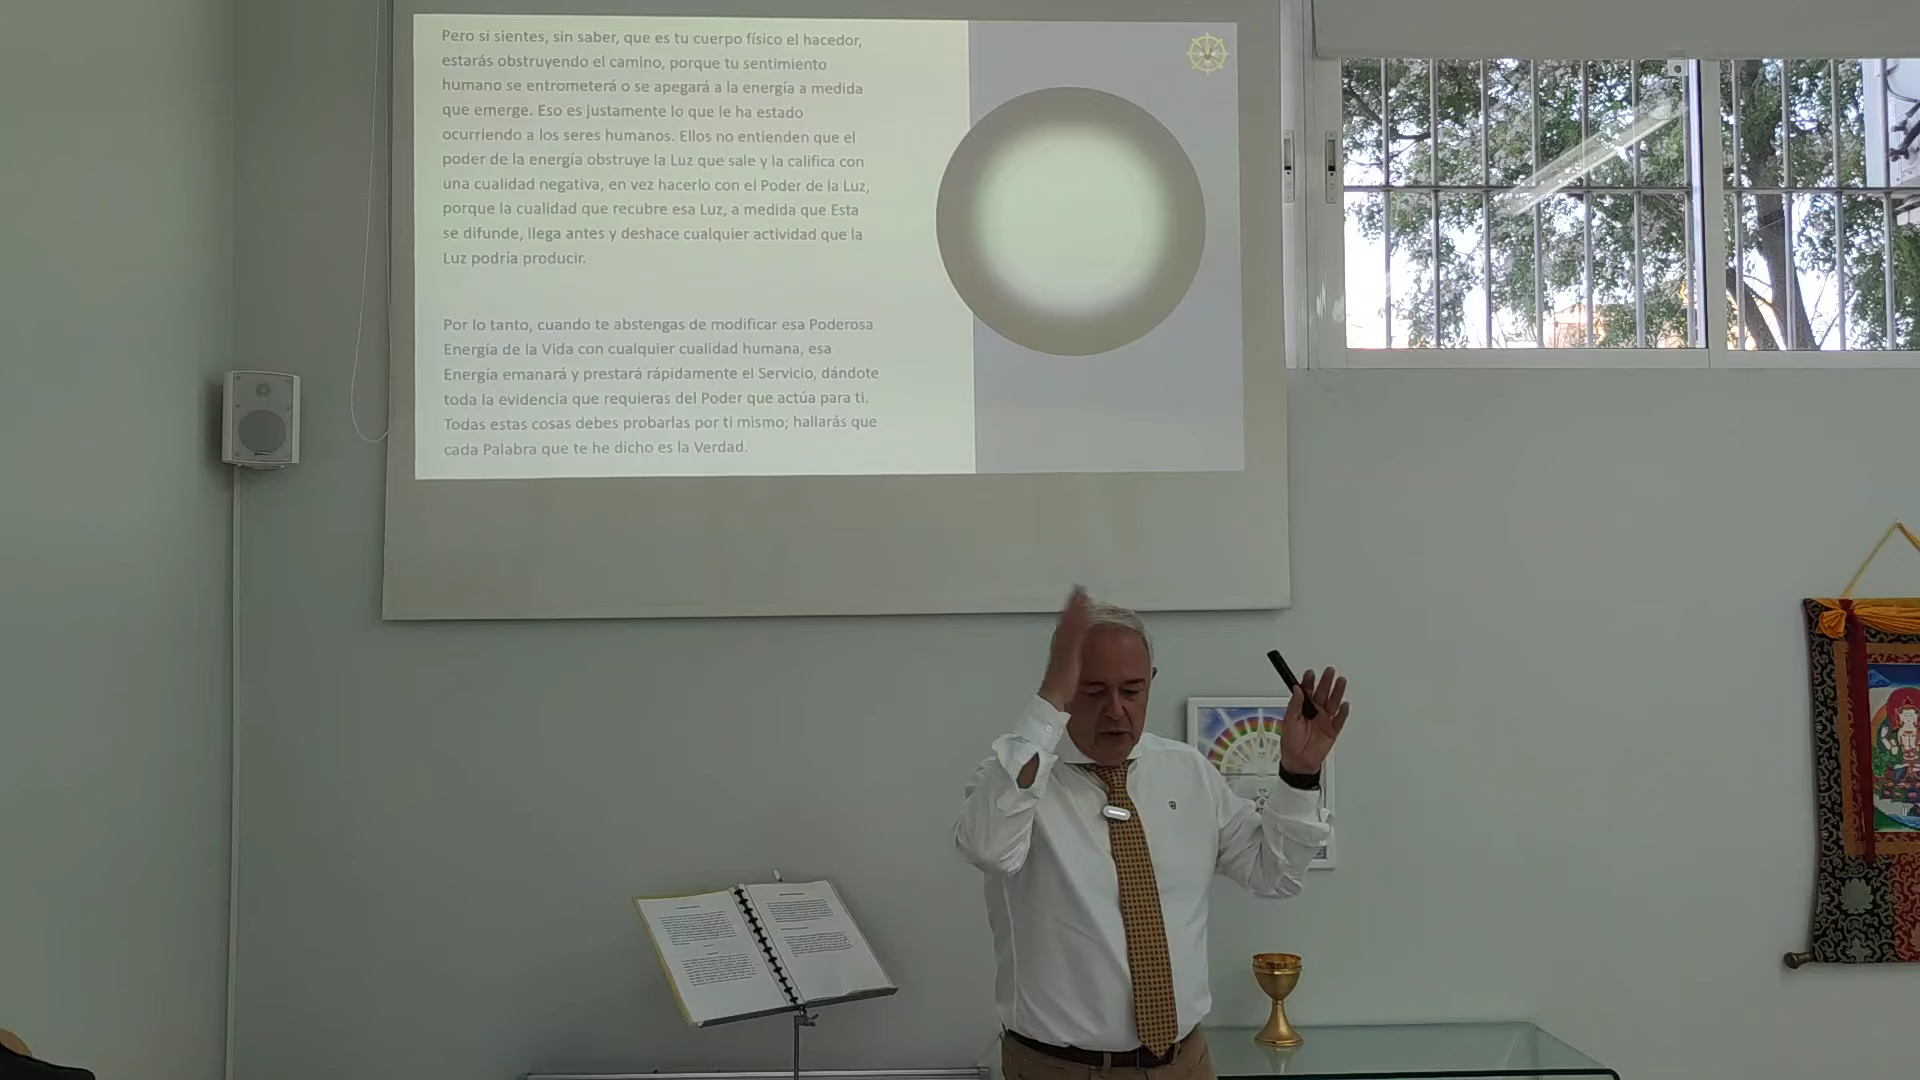 Pero si sientes, sin saber, que es tu cuerpo físico el hacedor,
estarás obstruyendo el camino, porque tu sentimiento
humano se entrometerá o se apegará a la energía a medida
que emerge. Eso es justamente lo que le ha estado
ocurriendo a los seres humanos. Ellos no entienden que el
poder de la energía obstruye la Luz que sale y la califica con
una cualidad negativa, en vez hacerlo con el Poder de la Luz,
porque la cualidad que recubre esa Luz, a medida que Esta
se difunde, llega antes y deshace cualquier actividad que la
Luz podría producir.
Por lo tanto, cuando te abstengas de modificar esa Poderosa
Energía de la Vida con cualquier cualidad humana, esa
Energía emanará y prestará rápidamente el Servicio, dándote
toda la evidencia que requieras del Poder que actúa para ti.
Todas estas cosas debes probarlas por ti mismo; hallarás que
cada Palabra que te he dicho es la Verdad.